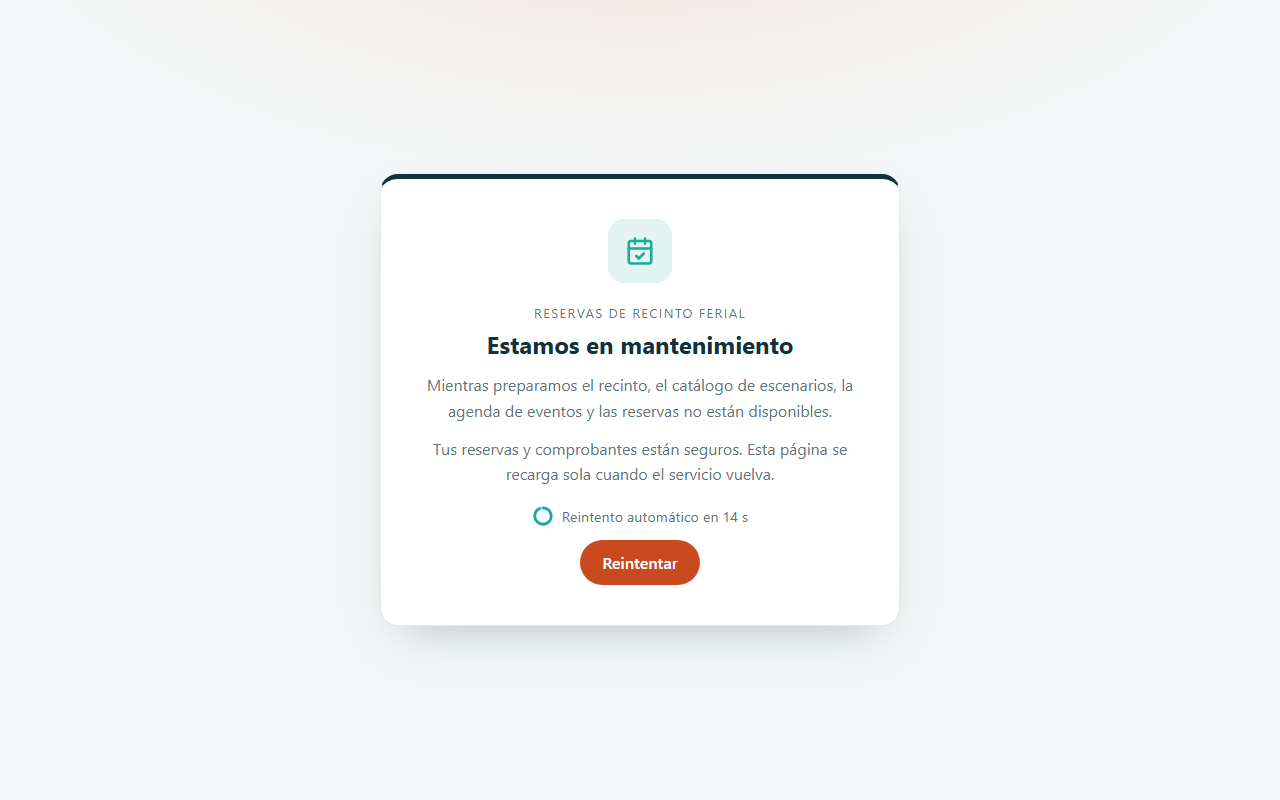 RESERVAS DE RECINTO FERIAL
Estamos en mantenimiento
Mientras preparamos el recinto, el catálogo de escenarios, la
agenda de eventos y las reservas no están disponibles.
Tus reservas y comprobantes están seguros. Esta página se
recarga sola cuando el servicio vuelva.
Reintento automático en 14 s
Reintentar